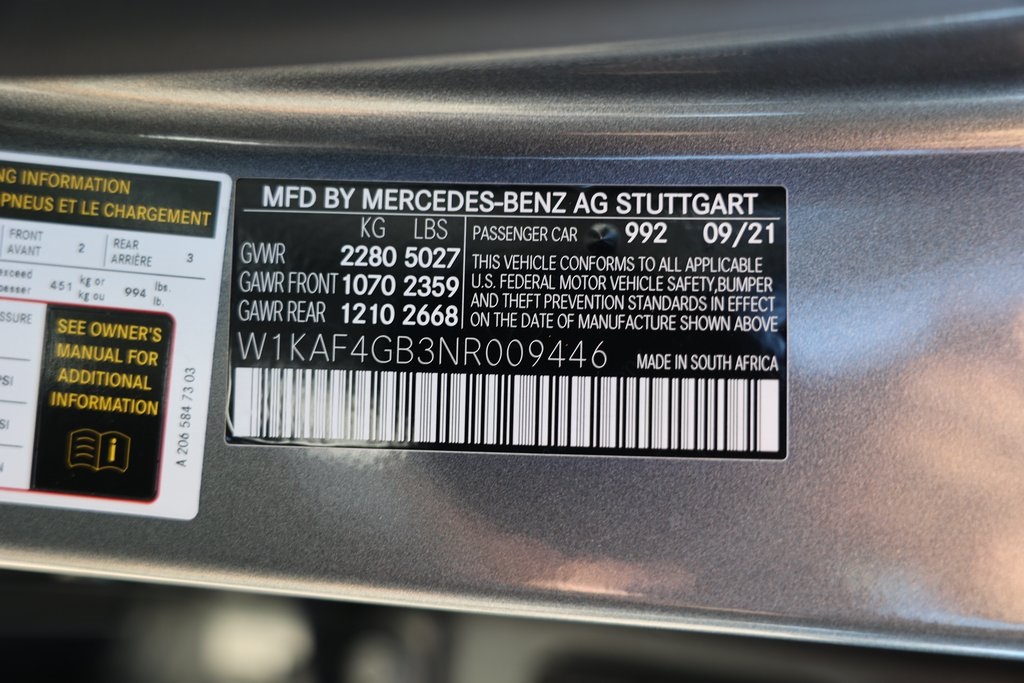 NG INFORMATION
PNEUS ET LE CHARGEMENT
FRONT
AVANT
2
REAR
ARRIÈRE
3
451
kg or
kg ou
994
lbs.
lb.
SEE OWNER'S
MANUAL FOR
ADDITIONAL
INFORMATION
A 206 584 73 03
MFD BY MERCEDES-BENZ AG STUTTGART
KG LBS
GVWR 2280 5027
GAWR FRONT 1070 2359
GAWR REAR 1210 2668
PASSENGER CAR 992 09/21
THIS VEHICLE CONFORMS TO ALL APPLICABLE
U.S. FEDERAL MOTOR VEHICLE SAFETY,BUMPER
AND THEFT PREVENTION STANDARDS IN EFFECT
ON THE DATE OF MANUFACTURE SHOWN ABOVE
W1KAF4GB3NR009446
MADE IN SOUTH AFRICA